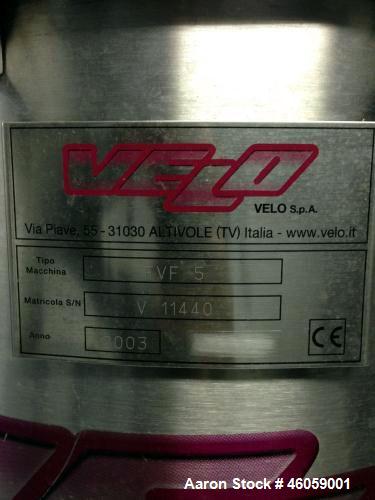 VELO
VELO S.p.A.
Via Piave, 55 - 31030 ALTIVOLE (TV) Italia - www.velo.it
Tipo
Macchina
VF 5
Matricola S/N
V 11440
Anno
2003
CE
Aaron Stock # 46059001